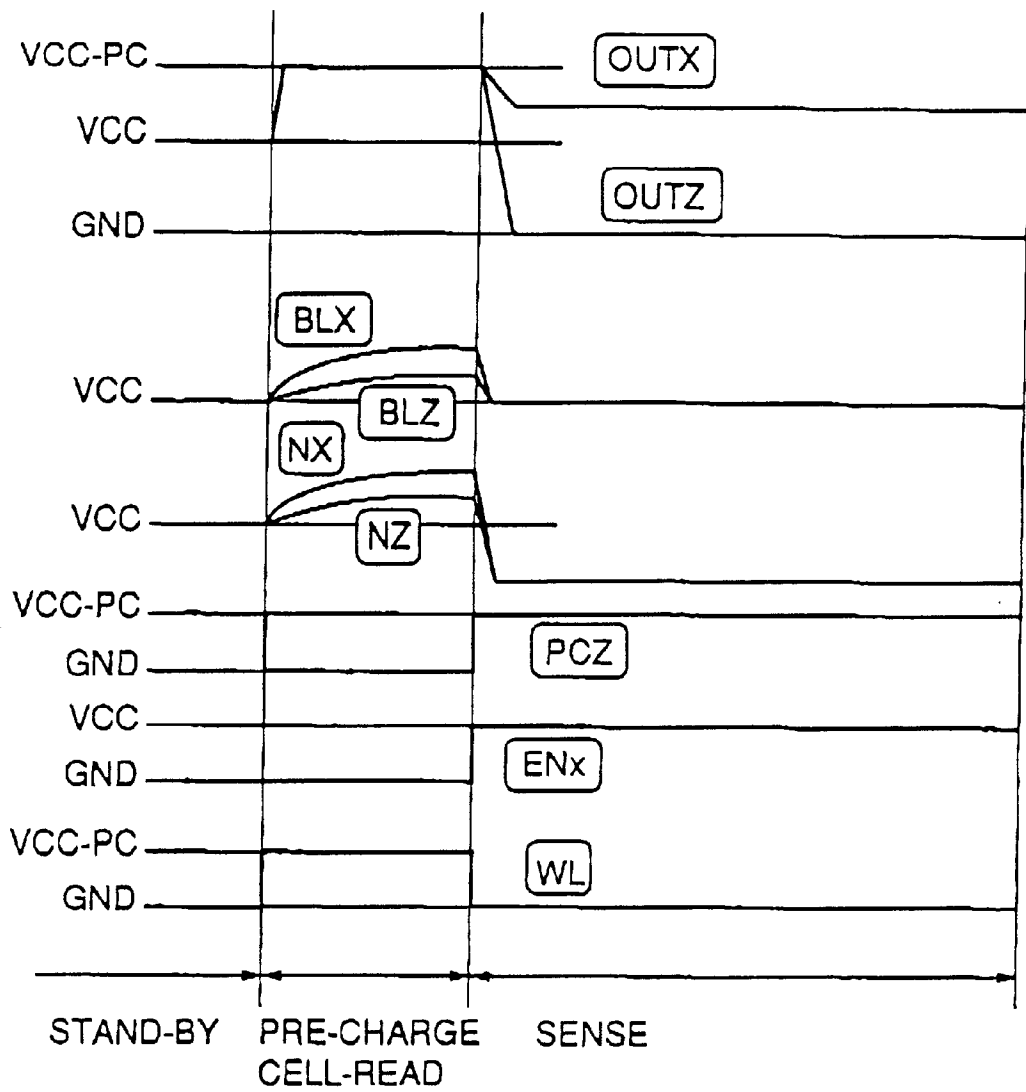 VCC-PC
OUTX
VCC
OUTZ
GND
BLX
VCC
BLZ
NX
VCC
NZ
VCC-PC
PCZ
GND
VCC
ENx
GND
VCC-PC
WL
GND
STAND-BY PRE-CHARGE SENSE
CELL-READ